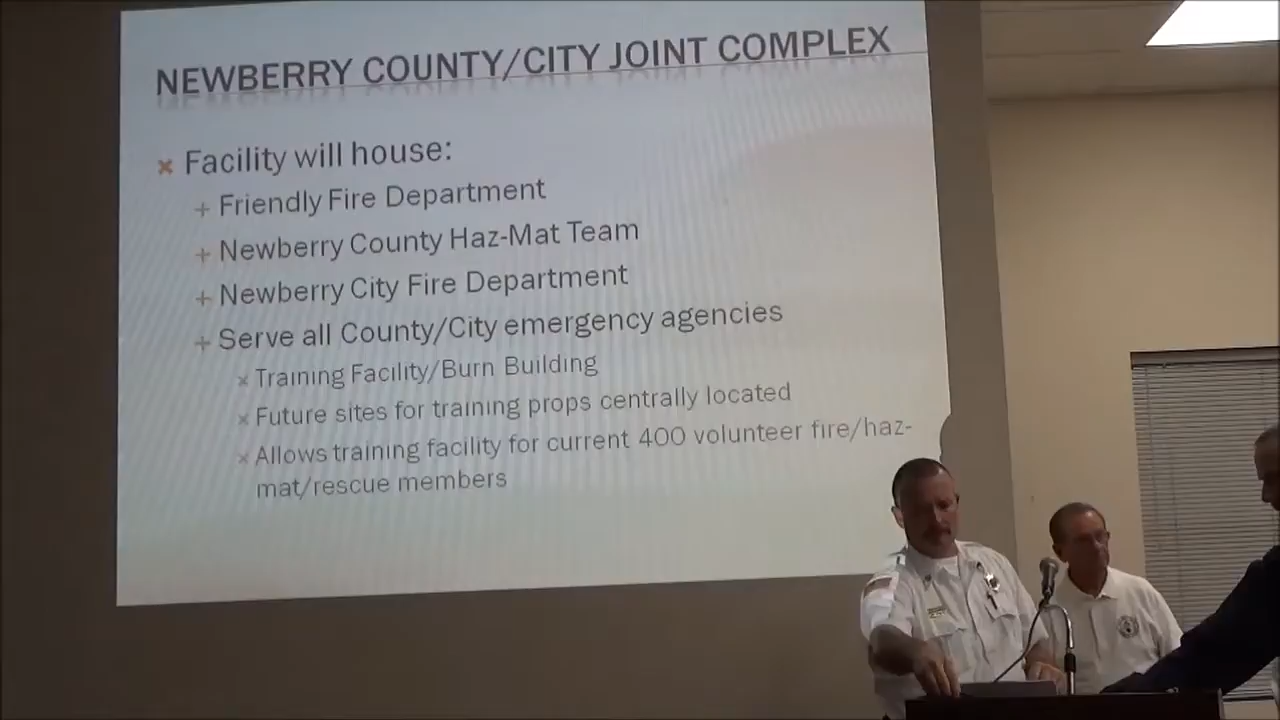 NEWBERRY COUNTY/CITY JOINT COMPLEX
Facility will house:
Friendly Fire Department
Newberry County Haz-Mat Team
Newberry City Fire Department
Serve all County/City emergency agencies
Training Facility/Burn Building
Future sites for training props centrally located
Allows training facility for current 400 volunteer fire/haz-
mat/rescue members